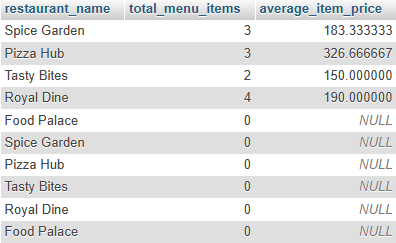 restaurant_name total_menu_items average_item_price
Spice Garden 3 183.333333
Pizza Hub 3 326.666667
Tasty Bites 2 150.000000
Royal Dine 4 190.000000
Food Palace 0 NULL
Spice Garden 0 NULL
Pizza Hub 0 NULL
Tasty Bites 0 NULL
Royal Dine 0 NULL
Food Palace 0 NULL